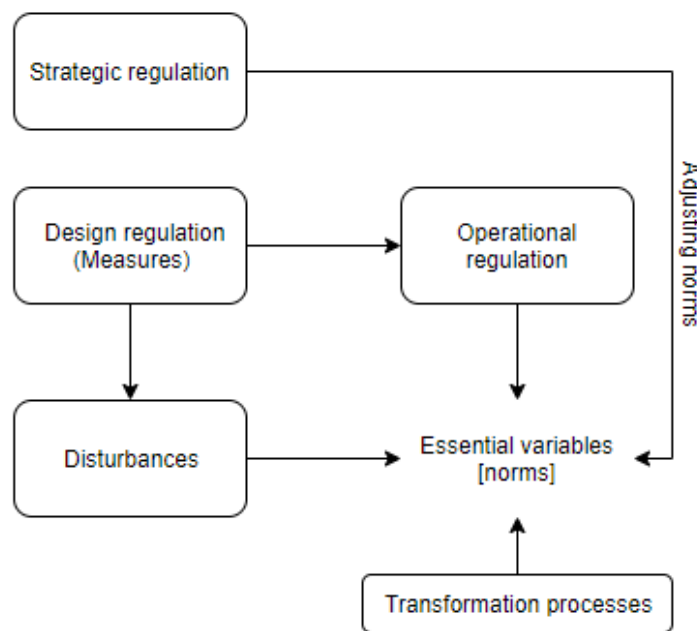 Strategic regulation
Adjusting norms
Design regulation
(Measures)
Operational
regulation
Disturbances
Essential variables
[norms]
Transformation processes